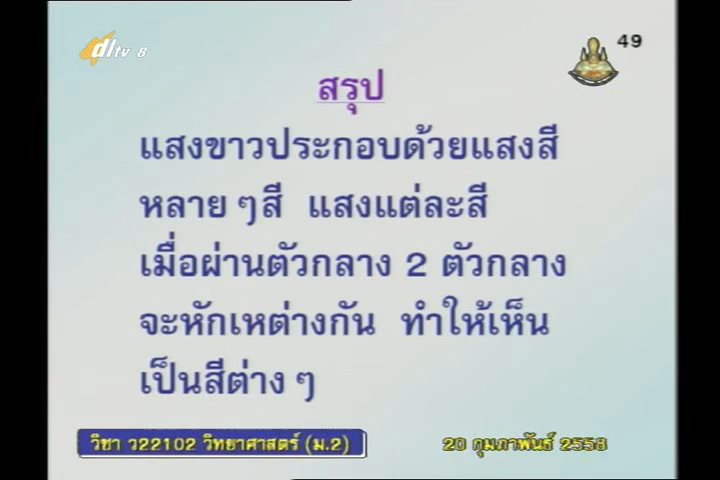 dltv 8
49
สรุป
แสงขาวประกอบด้วยแสงสี
หลาย ๆสี แสงแต่ละสี
เมื่อผ่านตัวกลาง 2 ตัวกลาง
จะหักเหต่างกัน ทำให้เห็น
เป็นสีต่าง ๆ
วิชา ว22102 วิทยาศาสตร์ (ม.2)
20 กุมภาพันธ์ 2558